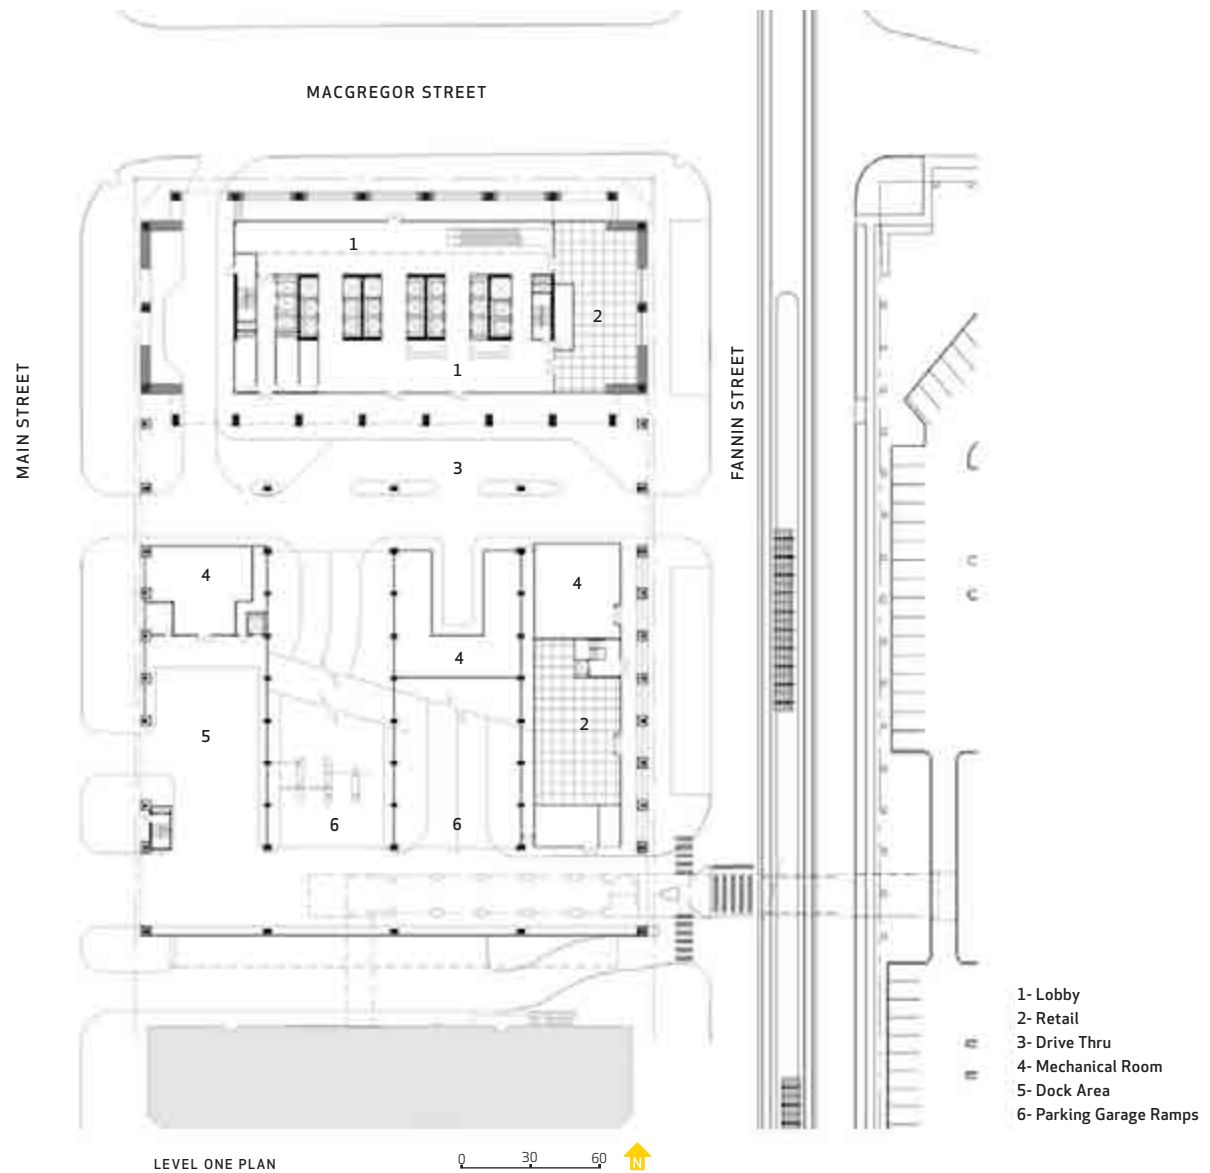 MACGREGOR STREET
1
2
1
MAIN STREET
FANNIN STREET
3
4
4
4
5
2
6
6
1- Lobby
2- Retail
3- Drive Thru
4- Mechanical Room
5- Dock Area
6- Parking Garage Ramps
LEVEL ONE PLAN
0 30 60
N